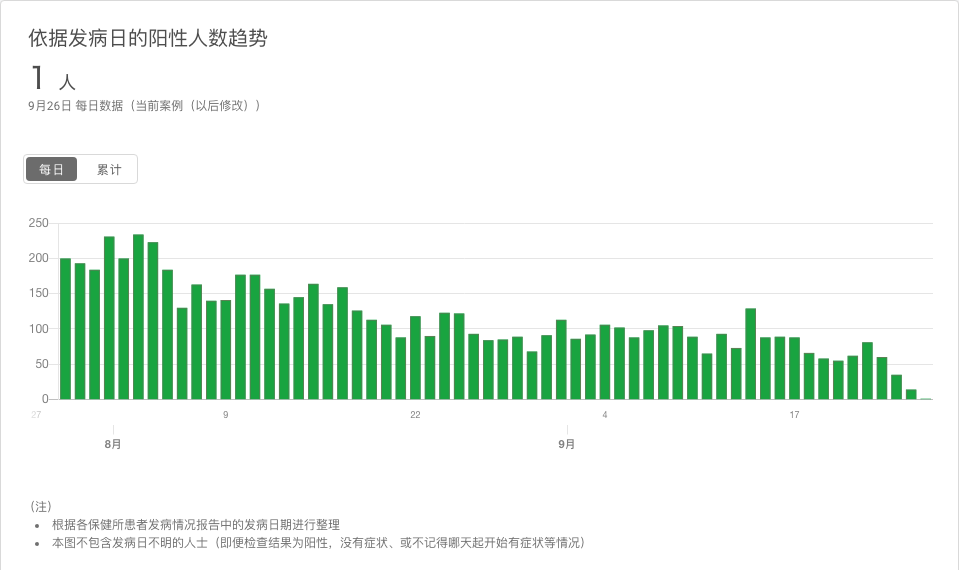 依据发病日的阳性人数趋势
1 人
9月26日 每日数据（当前案例（以后修改））
每日 累计
250
200
150
100
50
0
27 9 22 4 17
8月 9月
（注）
• 根据各保健所患者发病情况报告中的发病日期进行整理
• 本图不包含发病日不明的人士（即便检查结果为阳性，没有症状、或不记得哪天起开始有症状等情况）